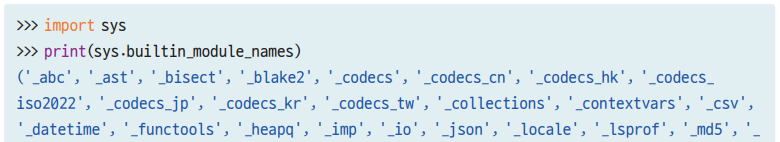 >>> import sys
>>> print(sys.builtin_module_names)
('_abc', '_ast', '_bisect', '_blake2', '_codecs', '_codecs_cn', '_codecs_hk', '_codecs_
iso2022', '_codecs_jp', '_codecs_kr', '_codecs_tw', '_collections', '_contextvars', '_csv',
'_datetime', '_functools', '_heapq', '_imp', '_io', '_json', '_locale', '_lsprof', '_md5', '_